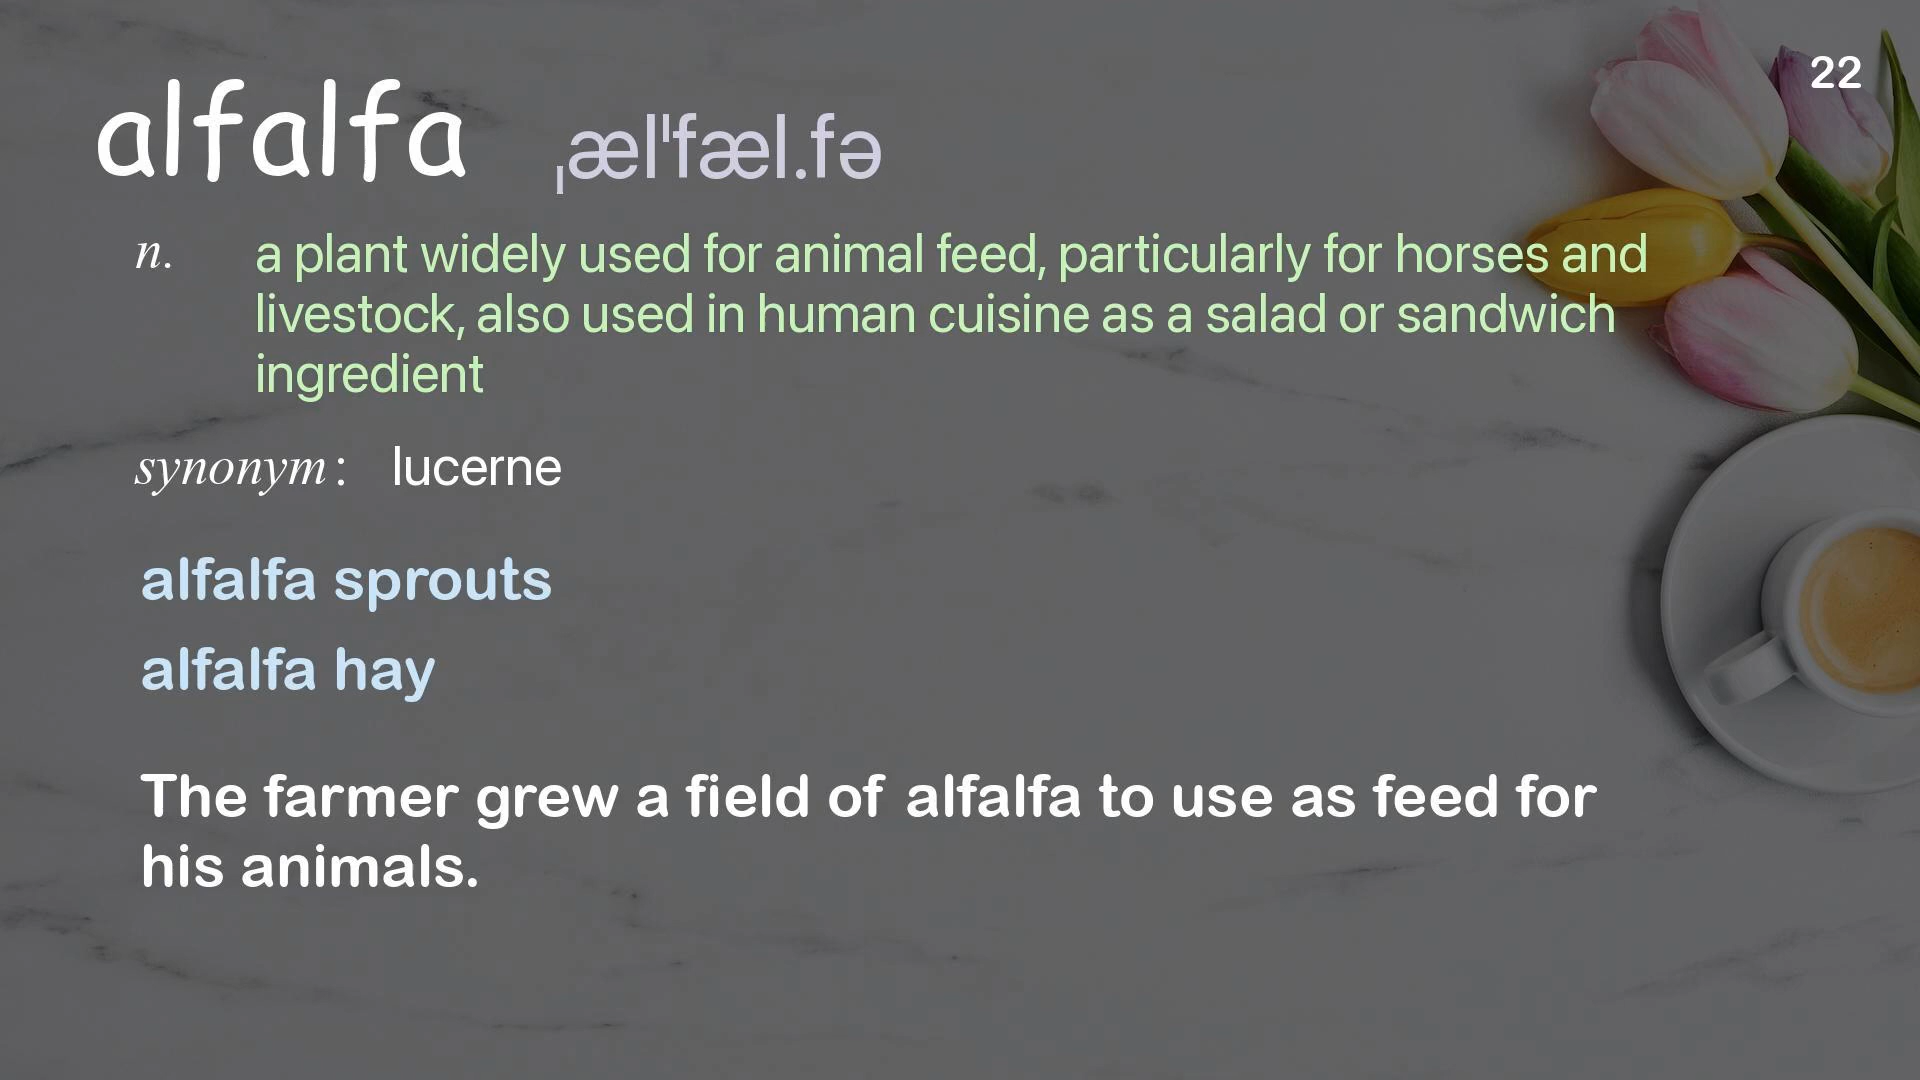 22
alfalfa ˌælˈfæl.fə
n. a plant widely used for animal feed, particularly for horses and
livestock, also used in human cuisine as a salad or sandwich
ingredient
synonym: lucerne
alfalfa sprouts
alfalfa hay
The farmer grew a field of alfalfa to use as feed for
his animals.